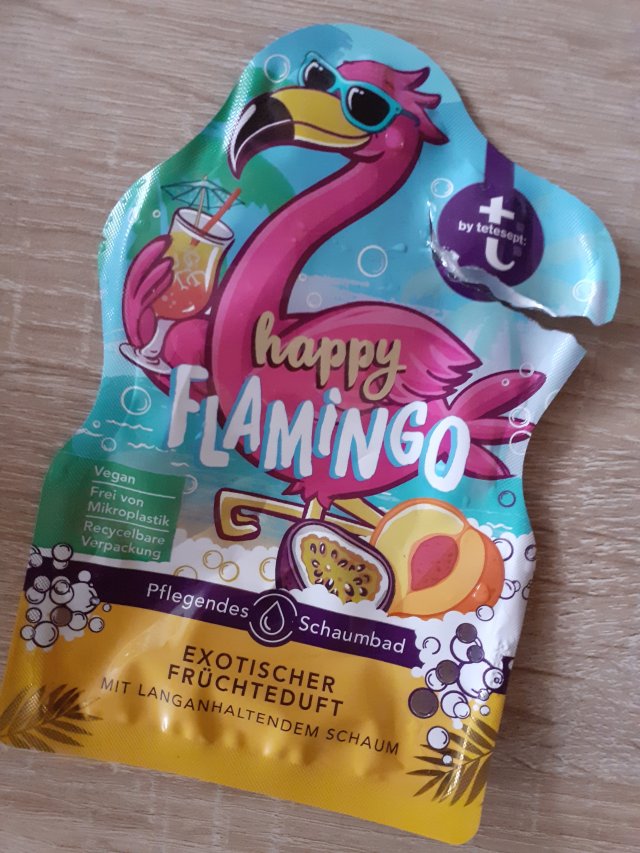 by tetesept:
happy
FLAMINGO
Vegan
Frei von
Mikroplastik
Recycelbare
Verpackung
Pflegendes Schaumbad
EXOTISCHER
FRÜCHTEDUFT
MIT LANGANHALTENDEM SCHAUM